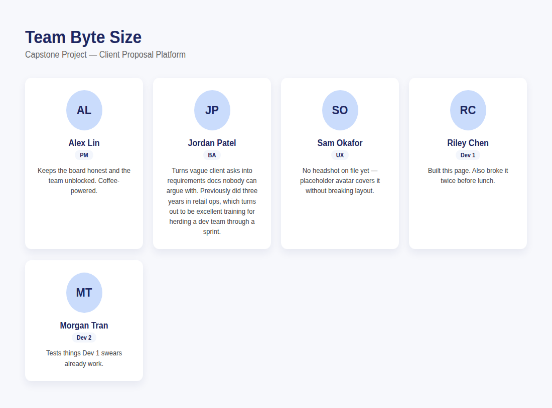 Team Byte Size
Capstone Project — Client Proposal Platform
AL
Alex Lin
PM
Keeps the board honest and the
team unblocked. Coffee-
powered.
JP
Jordan Patel
BA
Turns vague client asks into
requirements docs nobody can
argue with. Previously did three
years in retail ops, which turns
out to be excellent training for
herding a dev team through a
sprint.
SO
Sam Okafor
UX
No headshot on file yet —
placeholder avatar covers it
without breaking layout.
RC
Riley Chen
Dev 1
Built this page. Also broke it
twice before lunch.
MT
Morgan Tran
Dev 2
Tests things Dev 1 swears
already work.